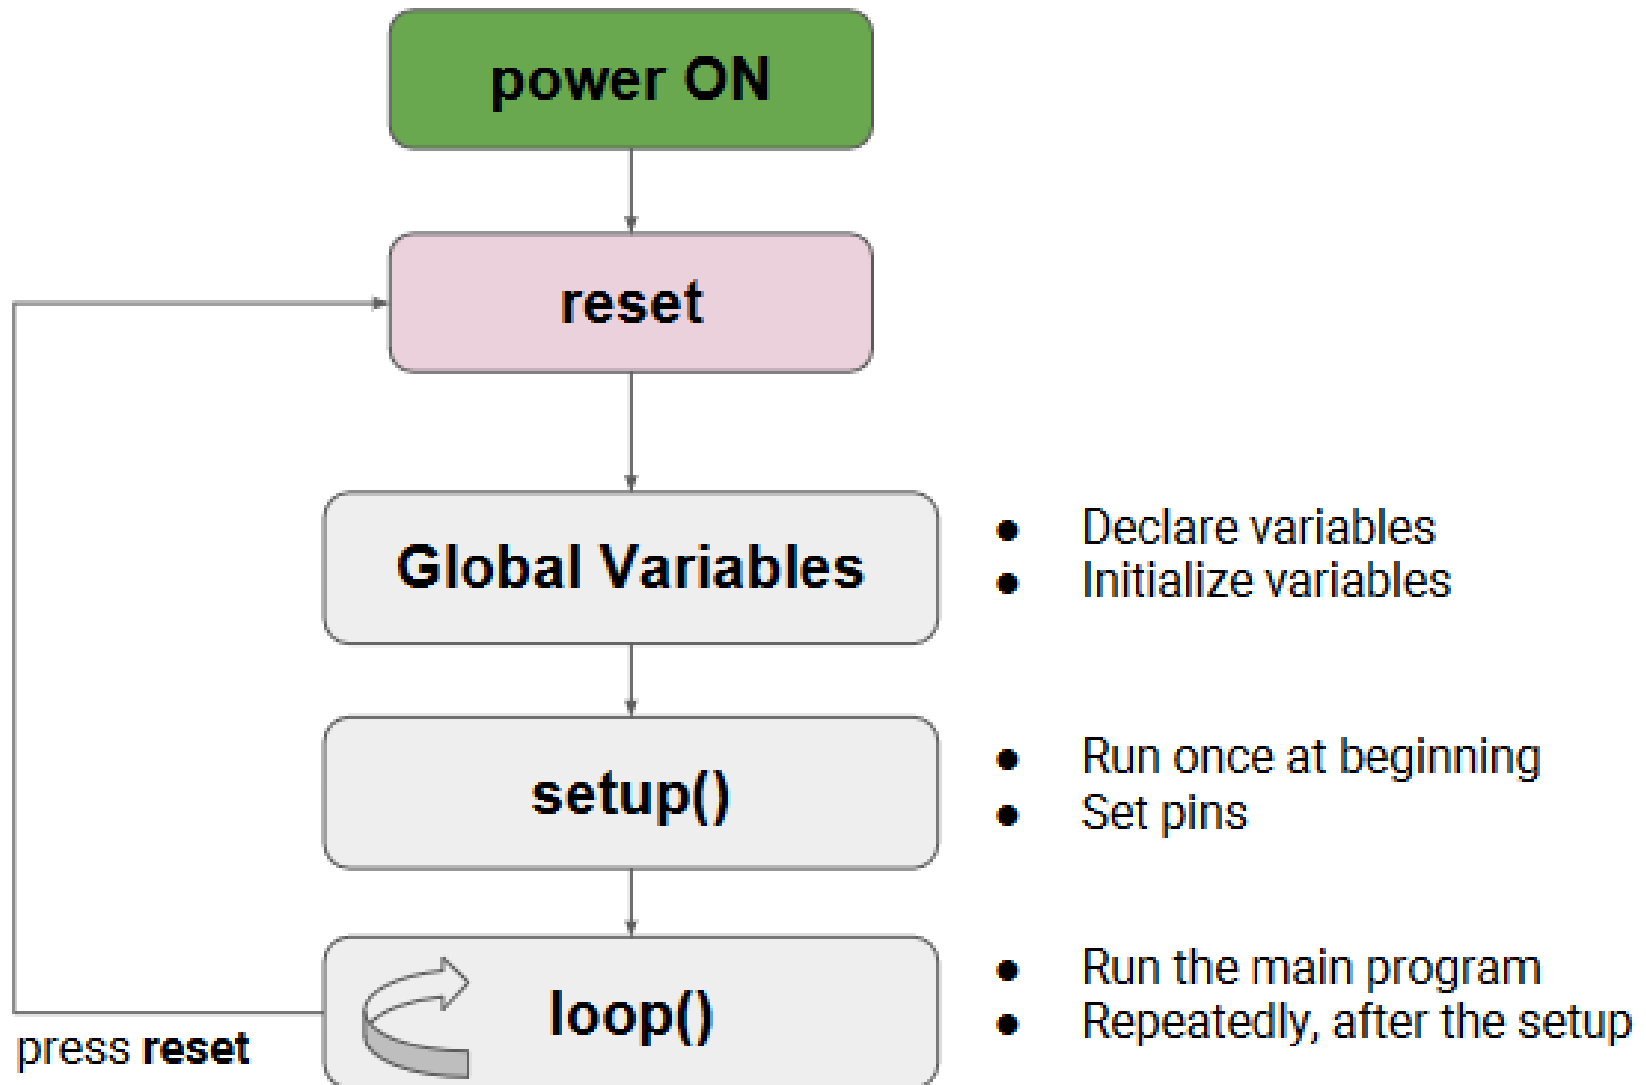 power ON
reset
Global Variables
● Declare variables
● Initialize variables
setup()
● Run once at beginning
● Set pins
loop()
● Run the main program
● Repeatedly, after the setup
press reset